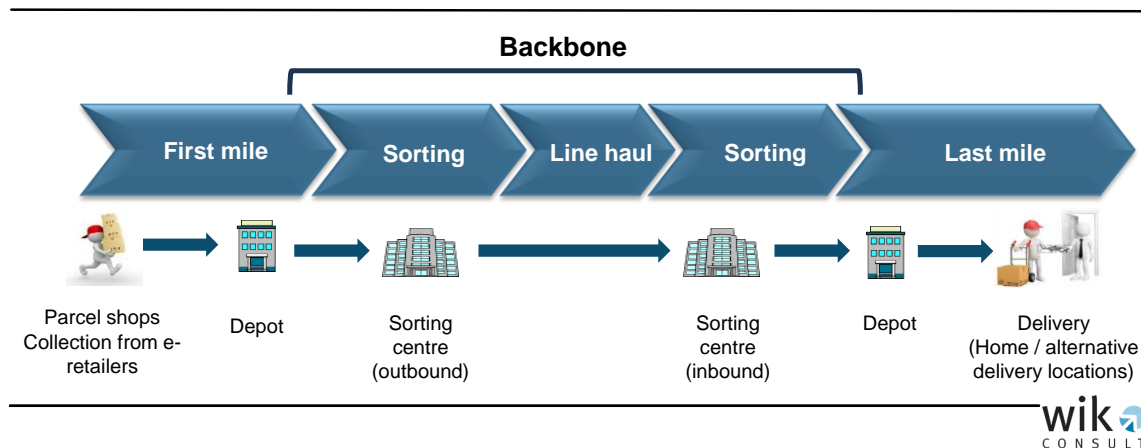 Backbone
First mile
Sorting
Line haul
Sorting
Last mile
Parcel shops
Collection from e-
retailers
Depot
Sorting
centre
(outbound)
Sorting
centre
(inbound)
Depot
Delivery
(Home / alternative
delivery locations)
wik
CONSULT